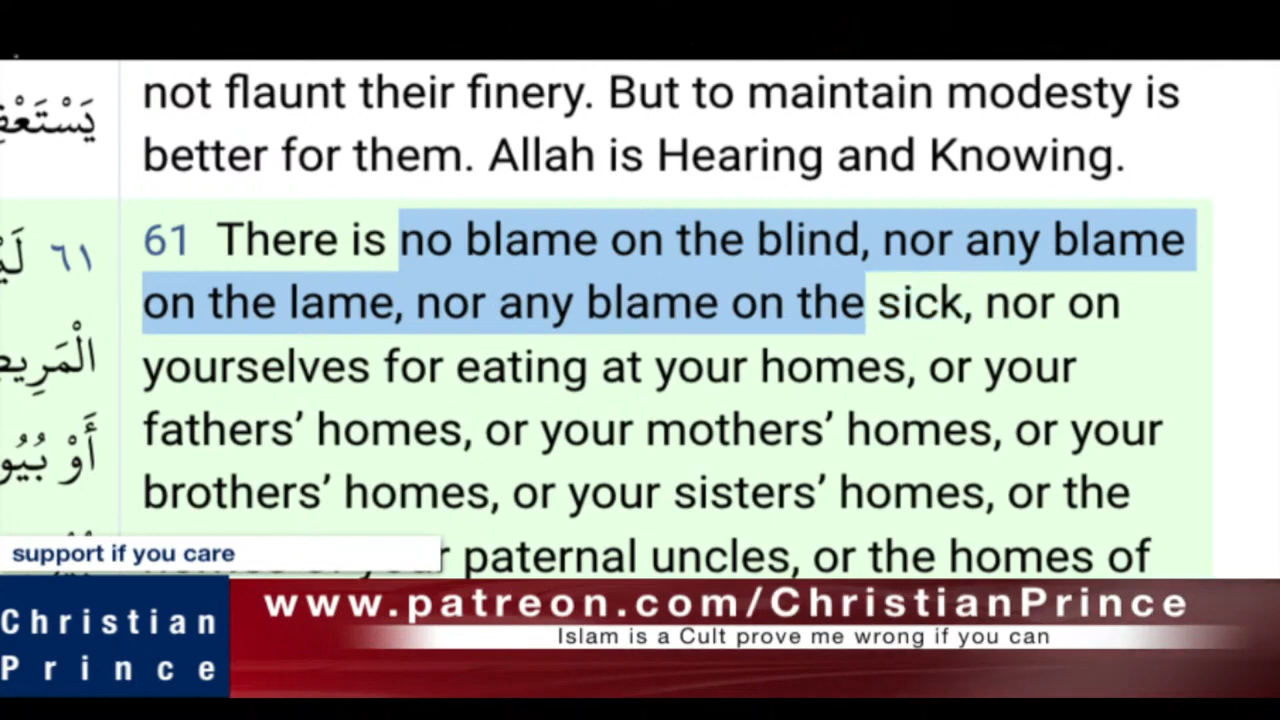 not flaunt their finery. But to maintain modesty is
better for them. Allah is Hearing and Knowing.
61 There is no blame on the blind, nor any blame
on the lame, nor any blame on the sick, nor on
yourselves for eating at your homes, or your
fathers’ homes, or your mothers’ homes, or your
brothers’ homes, or your sisters’ homes, or the
paternal uncles, or the homes of
٦١
أَوْ
support if you care
Christian
Prince
www.patreon.com/ChristianPrince
Islam is a Cult prove me wrong if you can